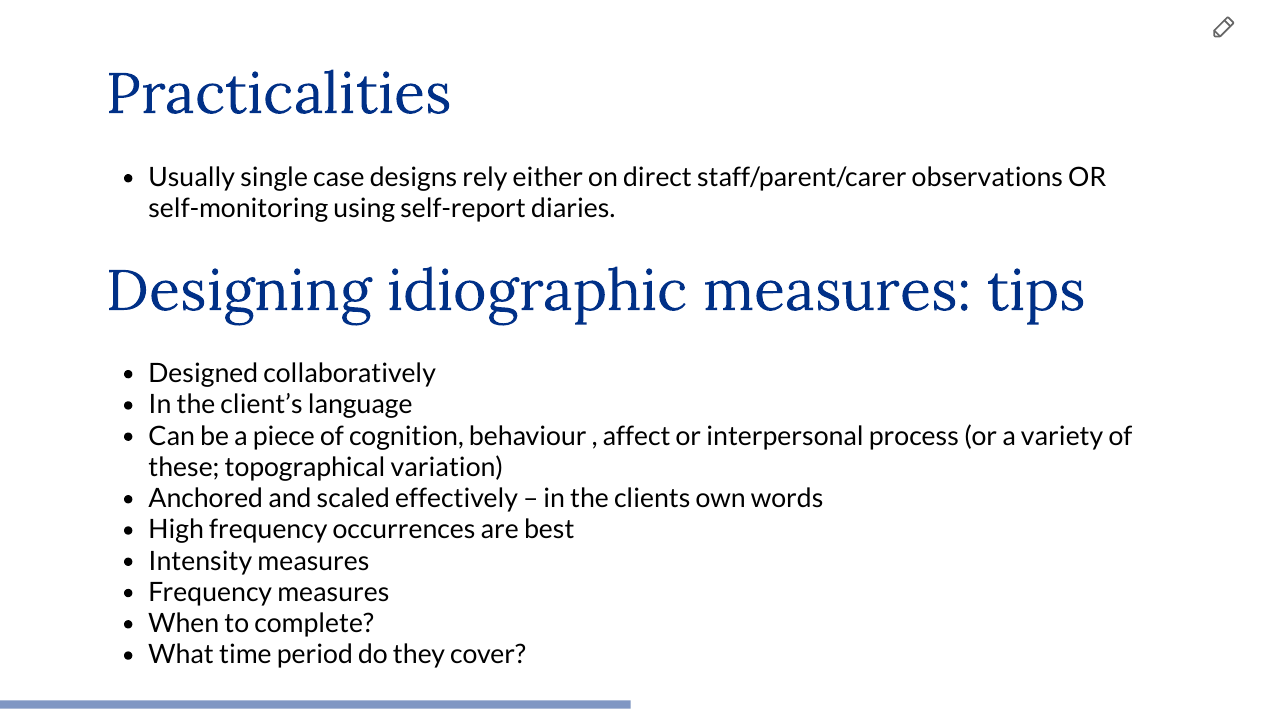 Practicalities
• Usually single case designs rely either on direct staff/parent/carer observations OR
self-monitoring using self-report diaries.
Designing idiographic measures: tips
• Designed collaboratively
• In the client’s language
• Can be a piece of cognition, behaviour , affect or interpersonal process (or a variety of
these; topographical variation)
• Anchored and scaled effectively – in the clients own words
• High frequency occurrences are best
• Intensity measures
• Frequency measures
• When to complete?
• What time period do they cover?